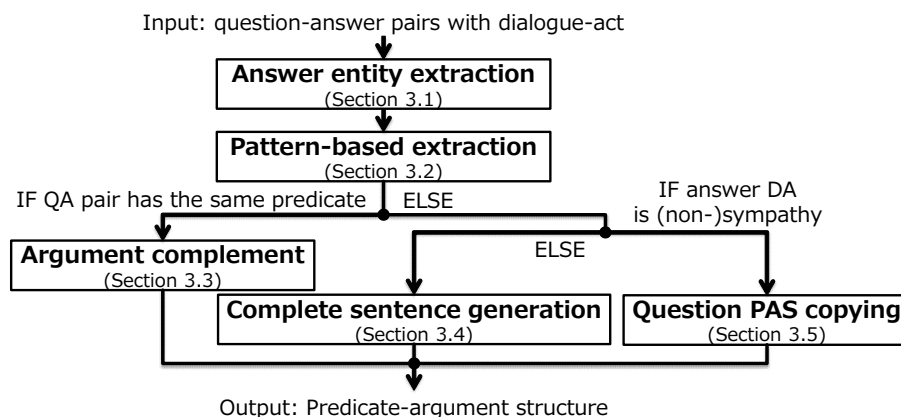 Input: question-answer pairs with dialogue-act
Answer entity extraction
(Section 3.1)
Pattern-based extraction
(Section 3.2)
IF QA pair has the same predicate
ELSE
IF answer DA
is (non-)sympathy
Argument complement
(Section 3.3)
ELSE
Complete sentence generation
(Section 3.4)
Question PAS copying
(Section 3.5)
Output: Predicate-argument structure